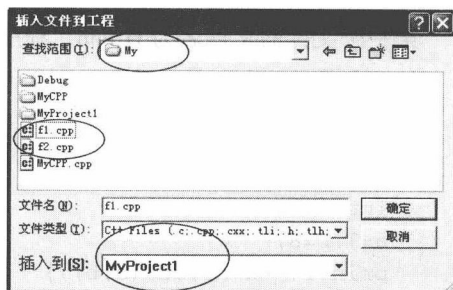 插入文件到工程
查找范围(I): My
Debug
MyCPP
MyProject1
f1.cpp
f2.cpp
MyCPP.cpp
文件名(N): f1.cpp 确定
文件类型(T): C++ Files (.c;.cpp;.cxx;.tli;.h;.tlh; 取消
插入到[S]: MyProject1